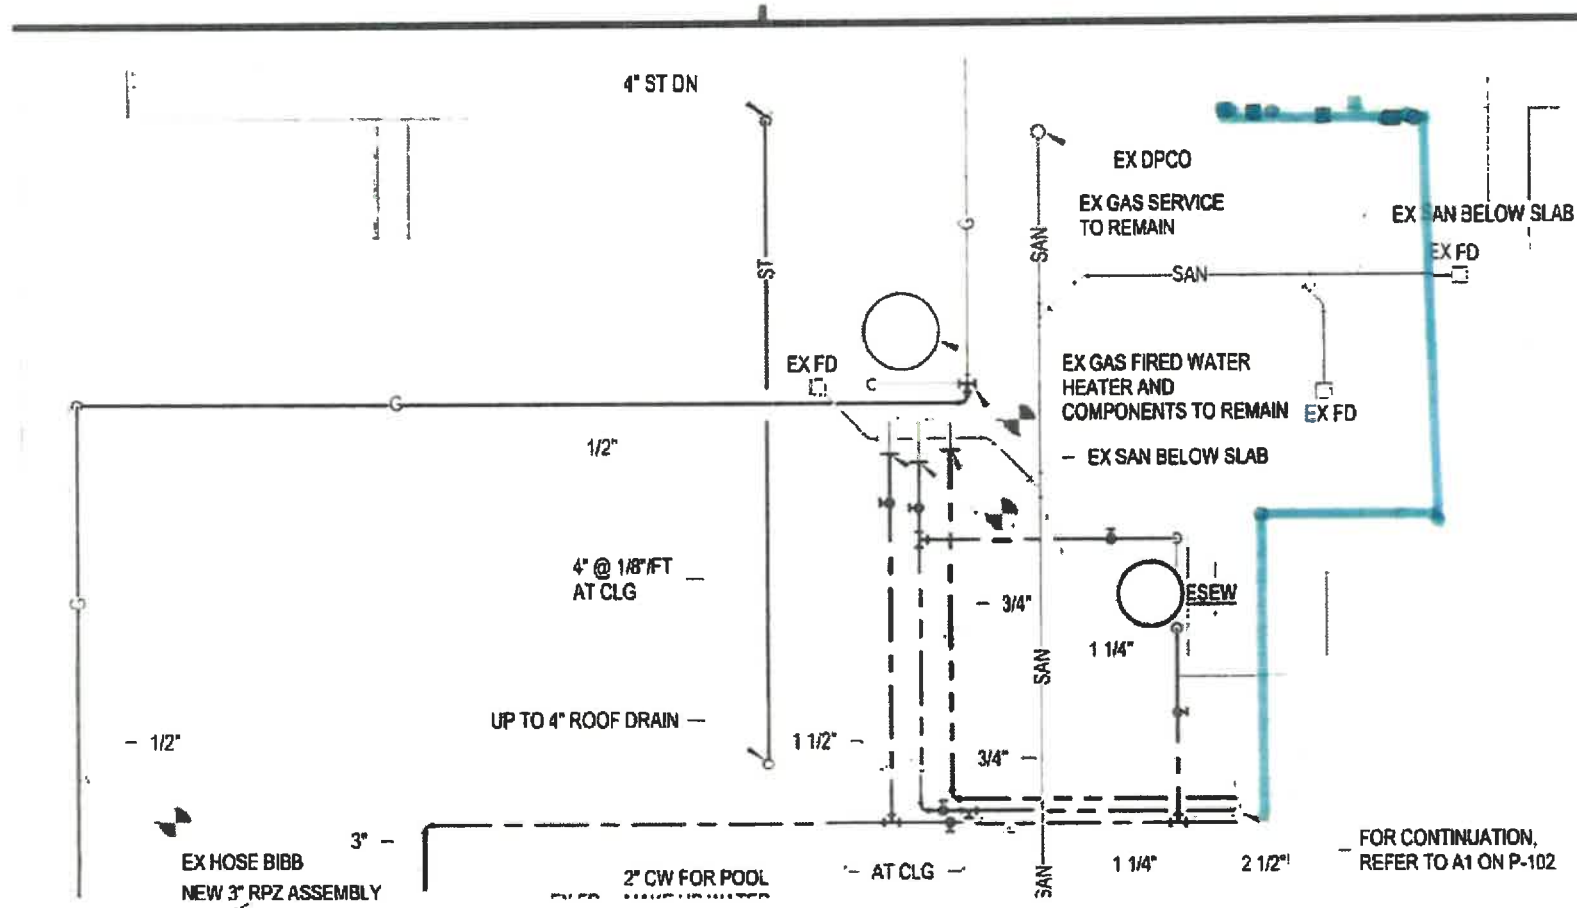 4" ST DN
EX DPCO
EX GAS SERVICE
TO REMAIN
G
SAN
ST
EX SAN BELOW SLAB
EX FD
SAN
EX FD
C
EX GAS FIRED WATER
HEATER AND
COMPONENTS TO REMAIN
EX FD
G
1/2"
EX SAN BELOW SLAB
4" @ 1/8"/FT
AT CLG
G
3/4"
ESEW
1 1/4"
SAN
UP TO 4" ROOF DRAIN
1/2"
1 1/2"
3/4"
3"
EX HOSE BIBB
NEW 3" RPZ ASSEMBLY
2" CW FOR POOL
AT CLG
SAN
1 1/4"
2 1/2"
FOR CONTINUATION,
REFER TO A1 ON P-102